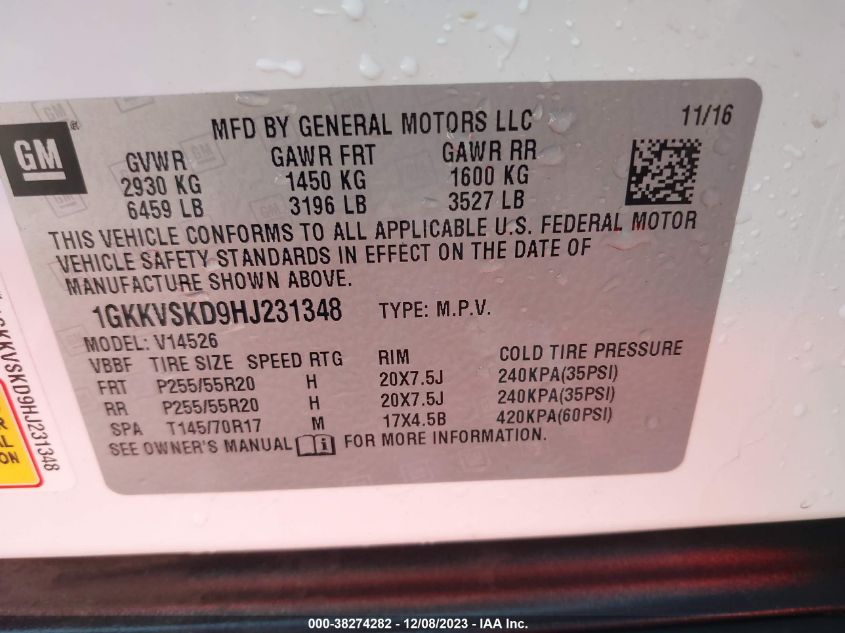 GM ®
MFD BY GENERAL MOTORS LLC 11/16
GVWR GAWR FRT GAWR RR
2930 KG 1450 KG 1600 KG
6459 LB 3196 LB 3527 LB
THIS VEHICLE CONFORMS TO ALL APPLICABLE U.S. FEDERAL MOTOR
VEHICLE SAFETY STANDARDS IN EFFECT ON THE DATE OF
MANUFACTURE SHOWN ABOVE.
1GKKVSKD9HJ231348 TYPE: M.P.V.
MODEL: V14526
VBBF TIRE SIZE SPEED RTG RIM COLD TIRE PRESSURE
FRT P255/55R20 H 20X7.5J 240KPA(35PSI)
RR P255/55R20 H 20X7.5J 240KPA(35PSI)
SPA T145/70R17 M 17X4.5B 420KPA(60PSI)
SEE OWNER'S MANUAL FOR MORE INFORMATION.
GKKVSKD9HJ231348
R
AL
ON
000-38274282 - 12/08/2023 - IAA Inc.